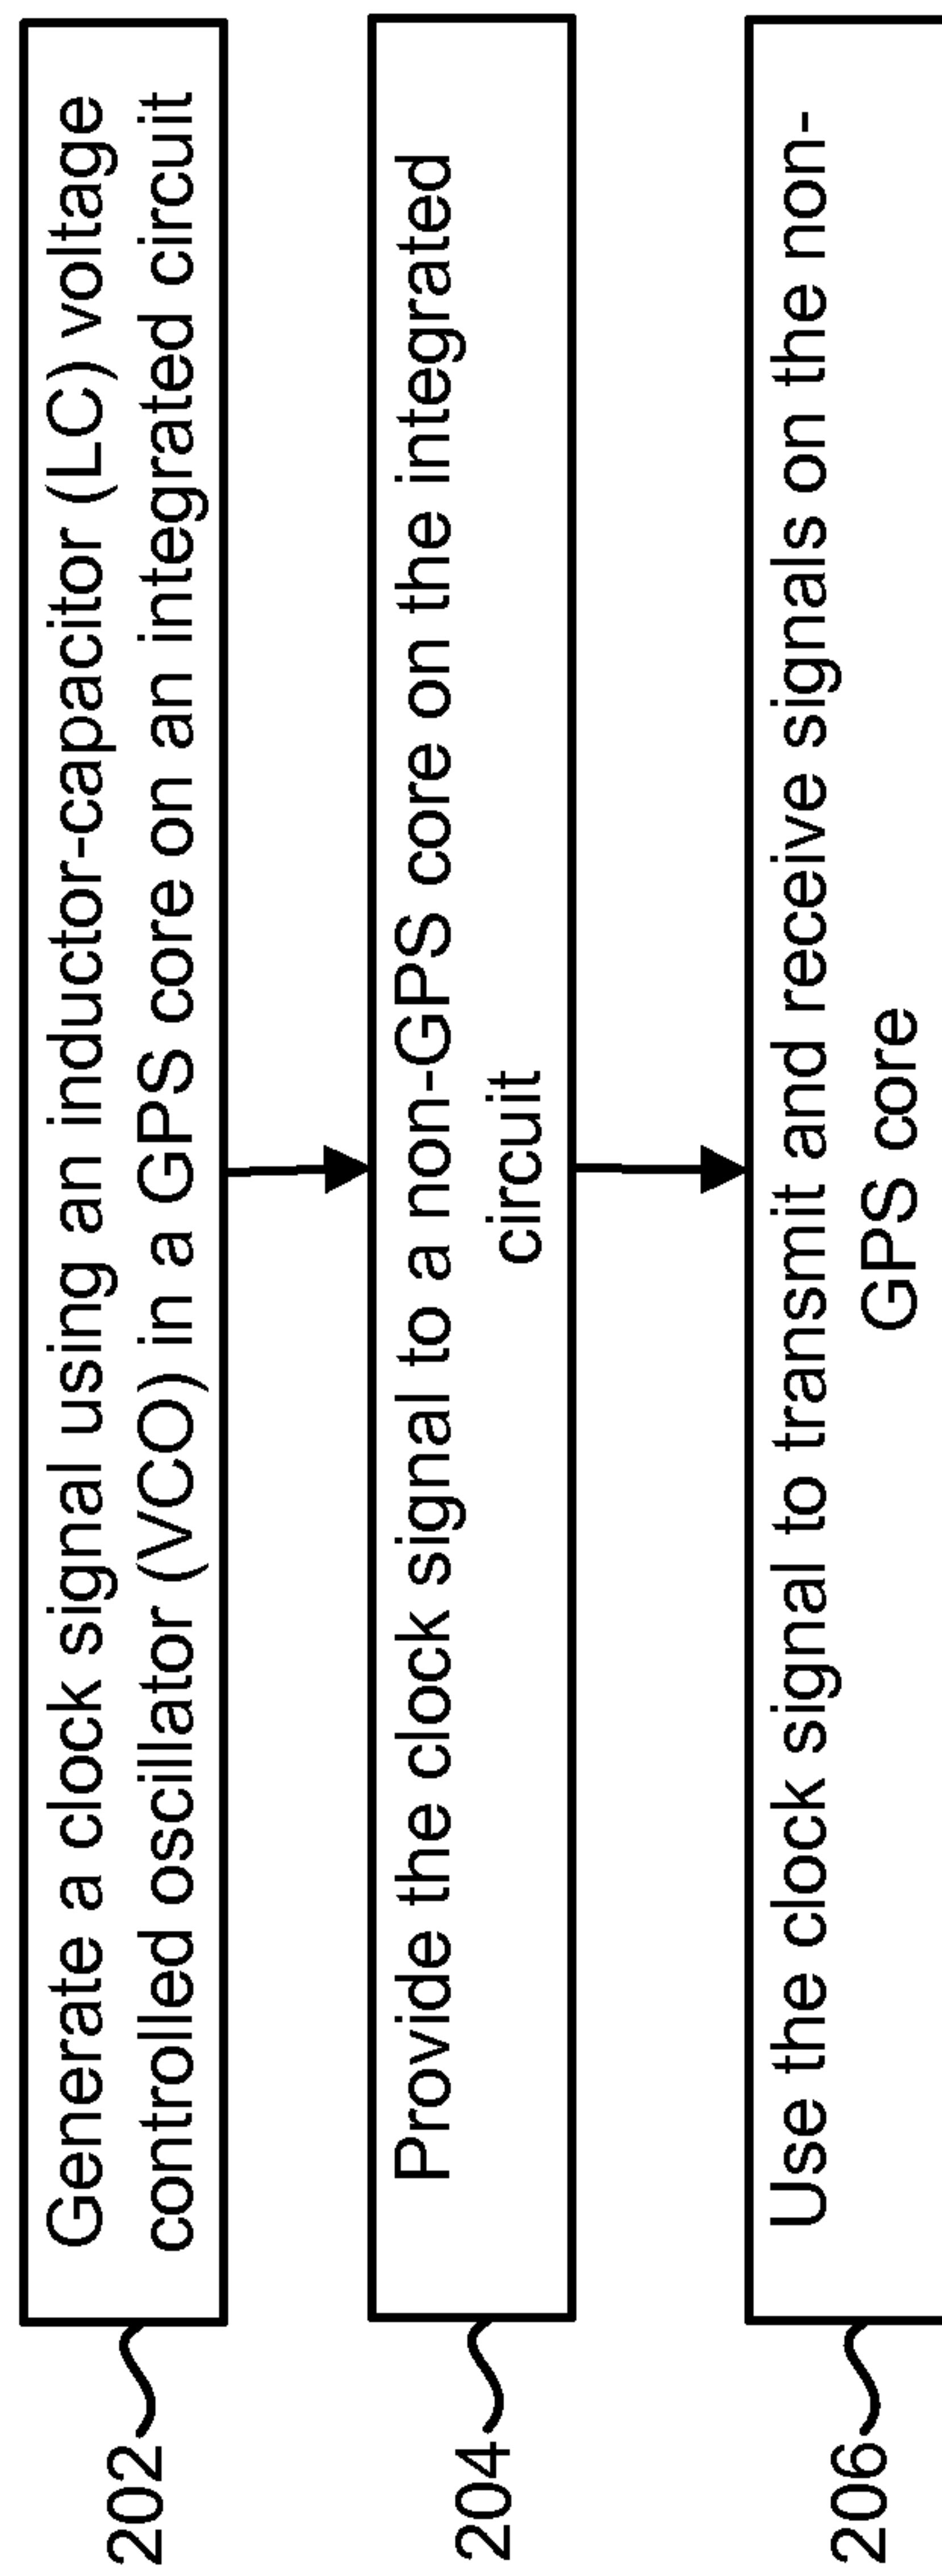 202
Generate a clock signal using an inductor-capacitor (LC) voltage
controlled oscillator (VCO) in a GPS core on an integrated circuit
204
Provide the clock signal to a non-GPS core on the integrated
circuit
206
Use the clock signal to transmit and receive signals on the non-
GPS core